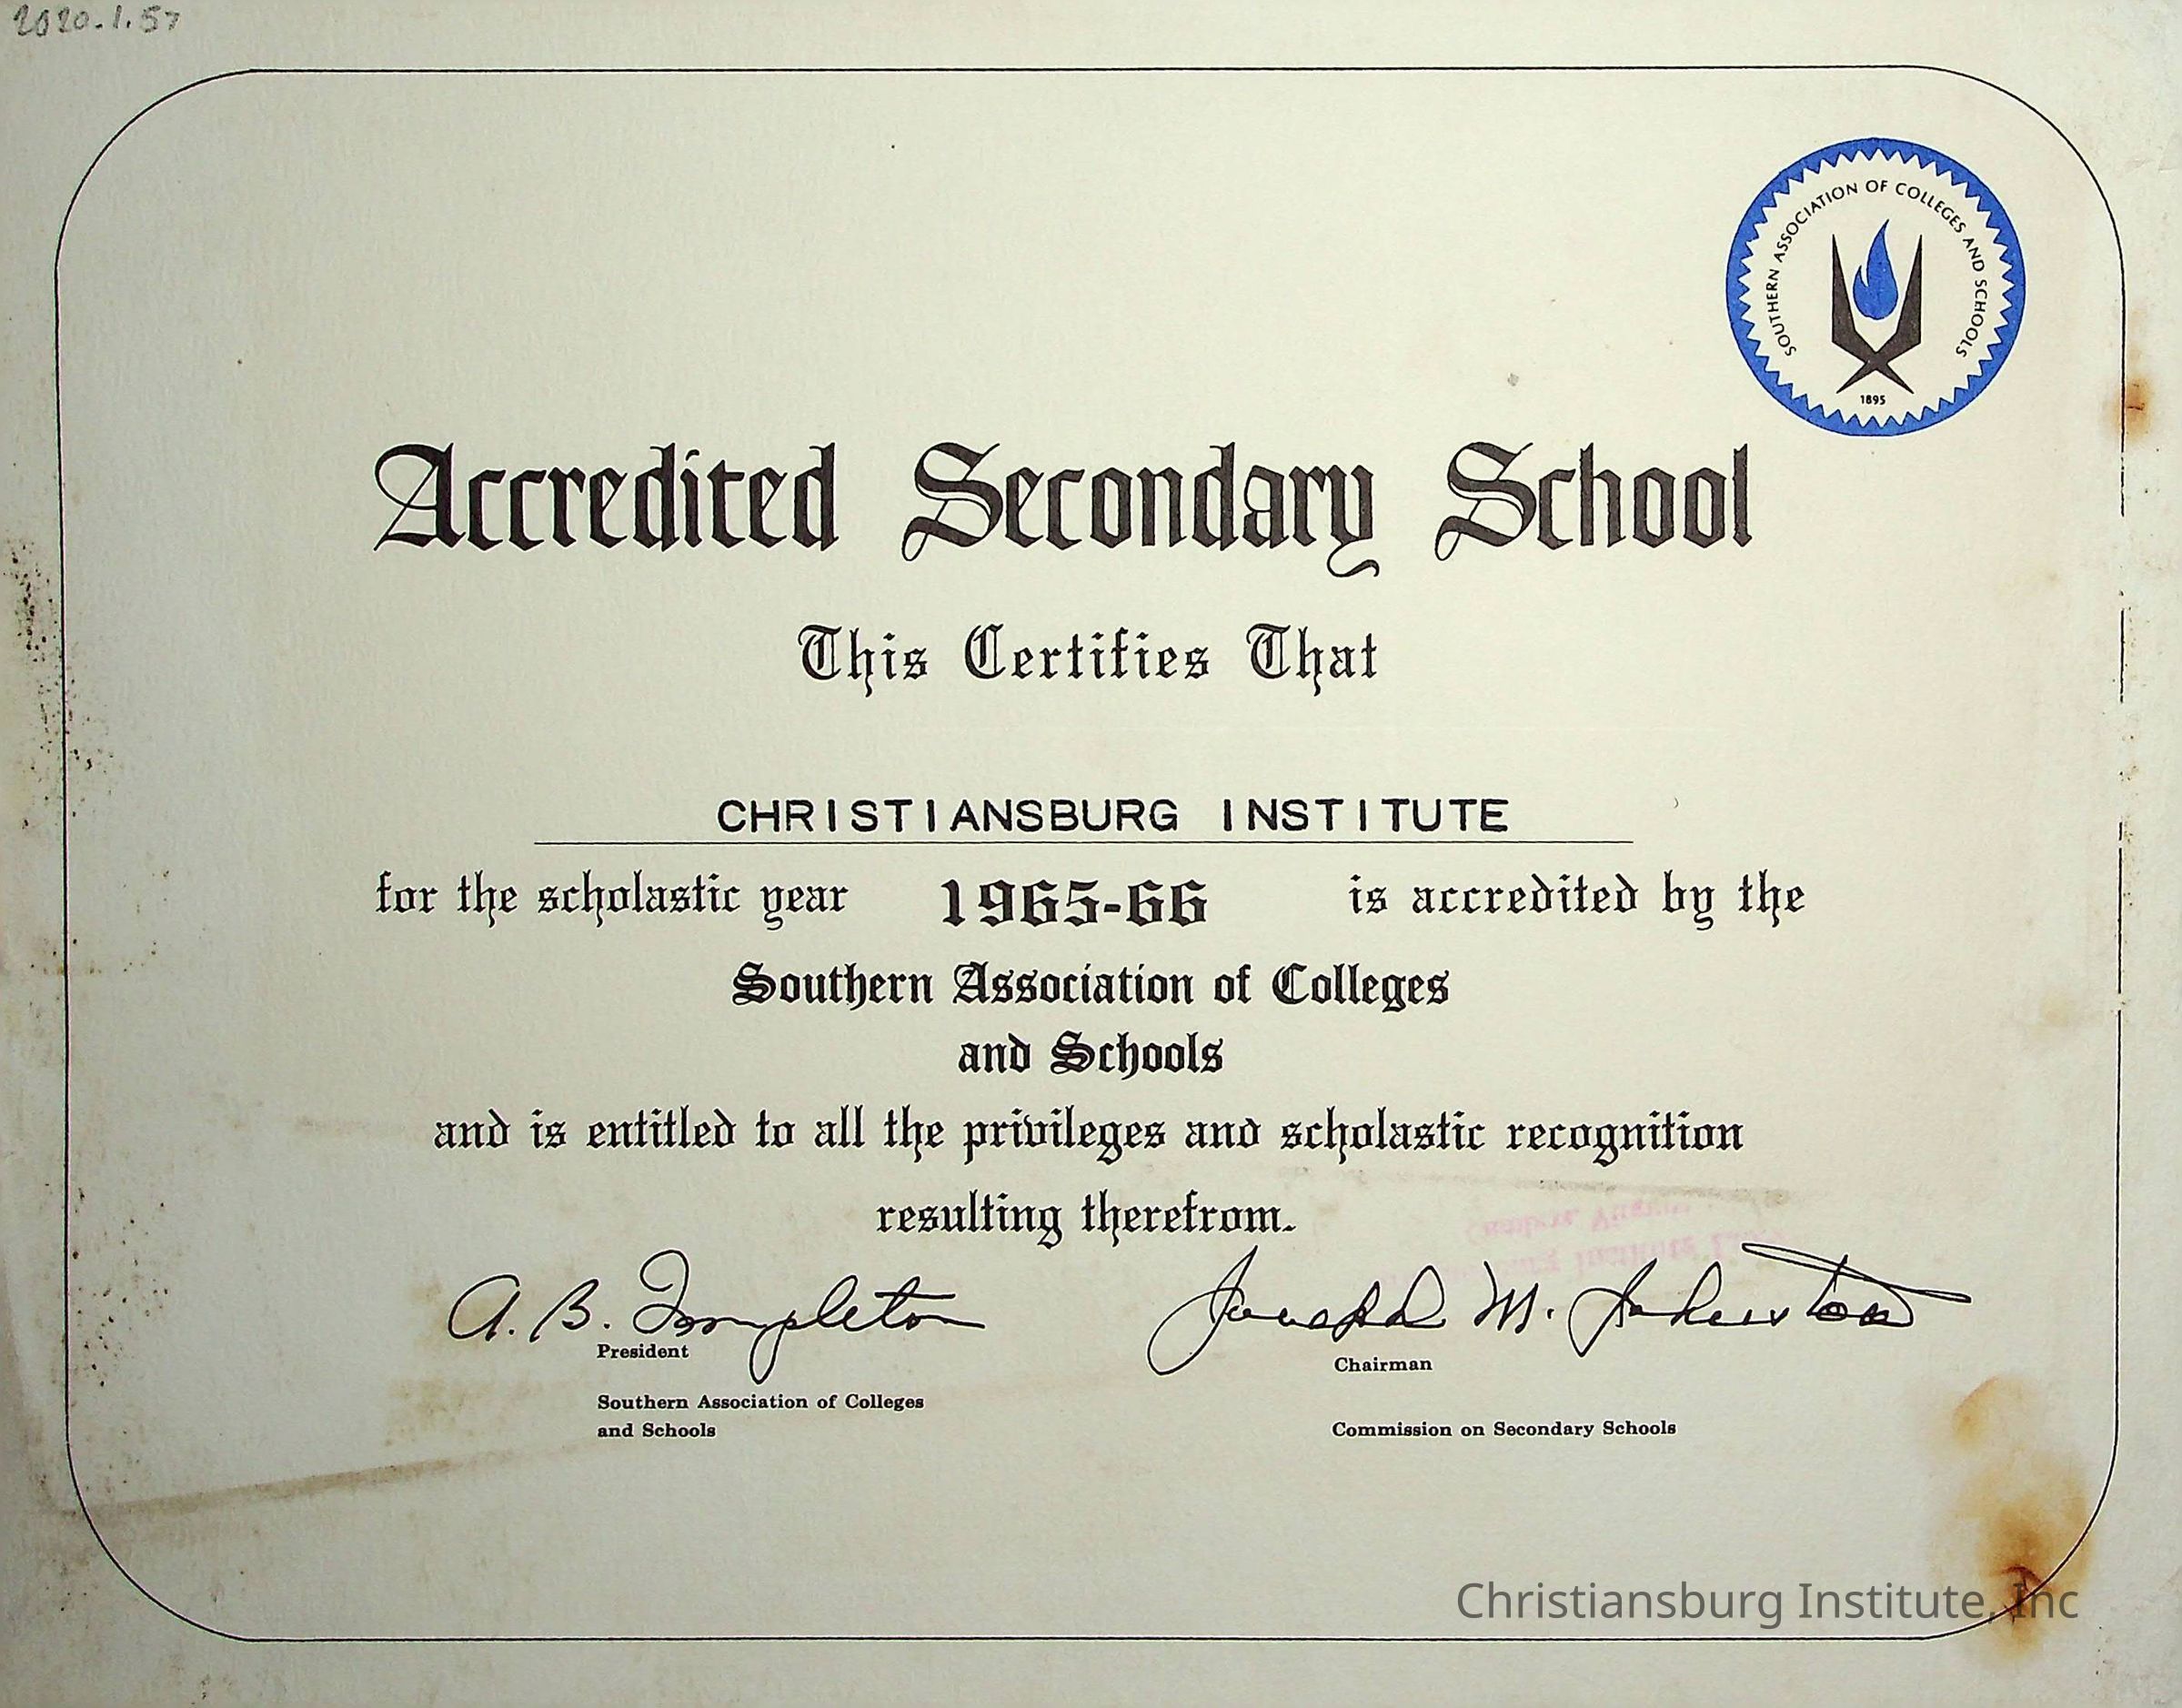 2020.1.57
SOUTHERN ASSOCIATION OF COLLEGES AND SCHOOLS
1895
Accredited Secondary School
This Certifies That
CHRISTIANSBURG INSTITUTE
for the scholastic year 1965-66 is accredited by the
Southern Association of Colleges
and Schools
and is entitled to all the privileges and scholastic recognition
resulting therefrom.
A. B. Templeton Joseph M. Johnston
President Chairman
Southern Association of Colleges
and Schools Commission on Secondary Schools
Christiansburg Institute, Inc